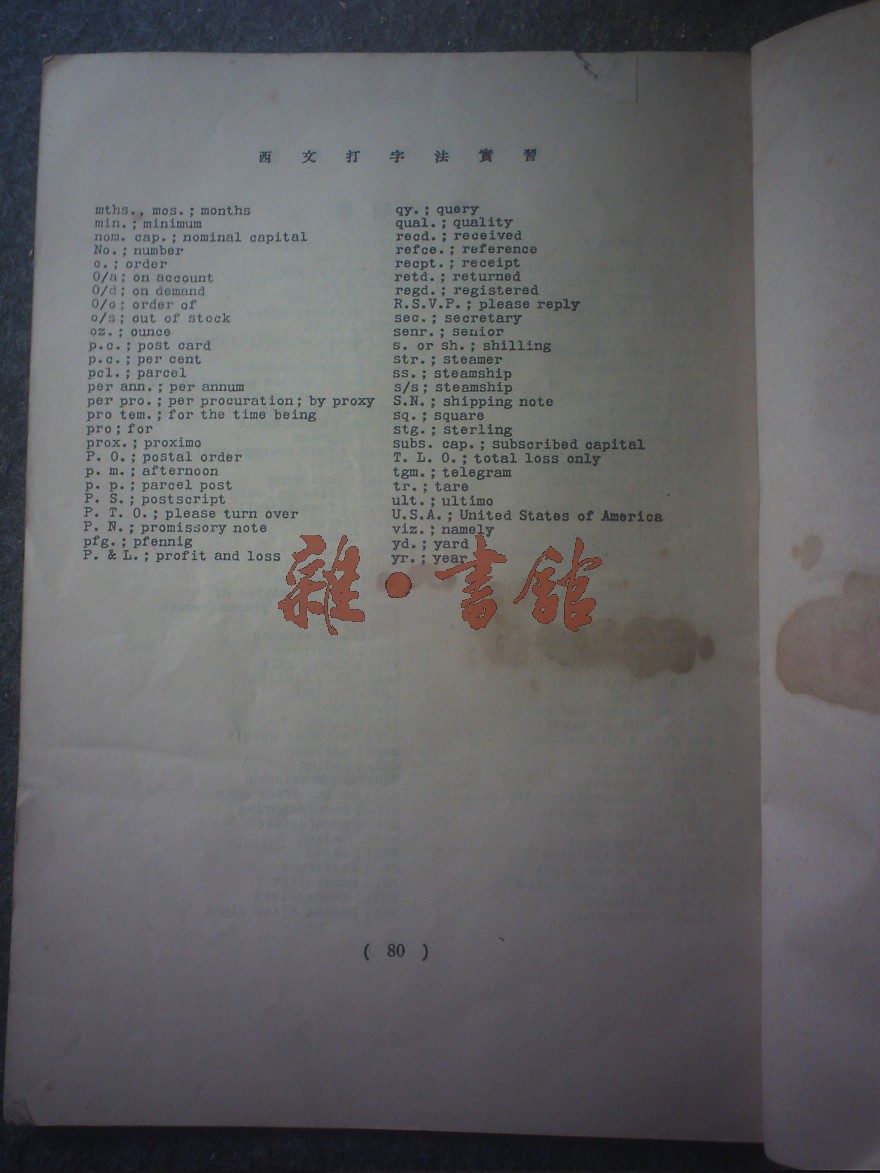 西文打字法實習
mths., mos.; months
min.; minimum
nom. cap.; nominal capital
No.; number
o.; order
O/a; on account
O/d; on demand
O/o; order of
o/s; out of stock
oz.; ounce
p.c.; post card
p.c.; per cent
pcl.; parcel
per ann.; per annum
per pro.; per procuration; by proxy
pro tem.; for the time being
pro; for
prox.; proximo
P. O.; postal order
p. m.; afternoon
p. p.; parcel post
P. S.; postscript
P. T. O.; please turn over
P. N.; promissory note
pfg.; pfennig
P. & L.; profit and loss
qy.; query
qual.; quality
recd.; received
refce.; reference
recpt.; receipt
retd.; returned
regd.; registered
R.S.V.P.; please reply
sec.; secretary
senr.; senior
s. or sh.; shilling
str.; steamer
ss.; steamship
s/s; steamship
S.N.; shipping note
sq.; square
stg.; sterling
subs. cap.; subscribed capital
T. L. O.; total loss only
tgm.; telegram
tr.; tare
ult.; ultimo
U.S.A.; United States of America
viz.; namely
yd.; yard
yr.; year
雜·書館
( 80 )